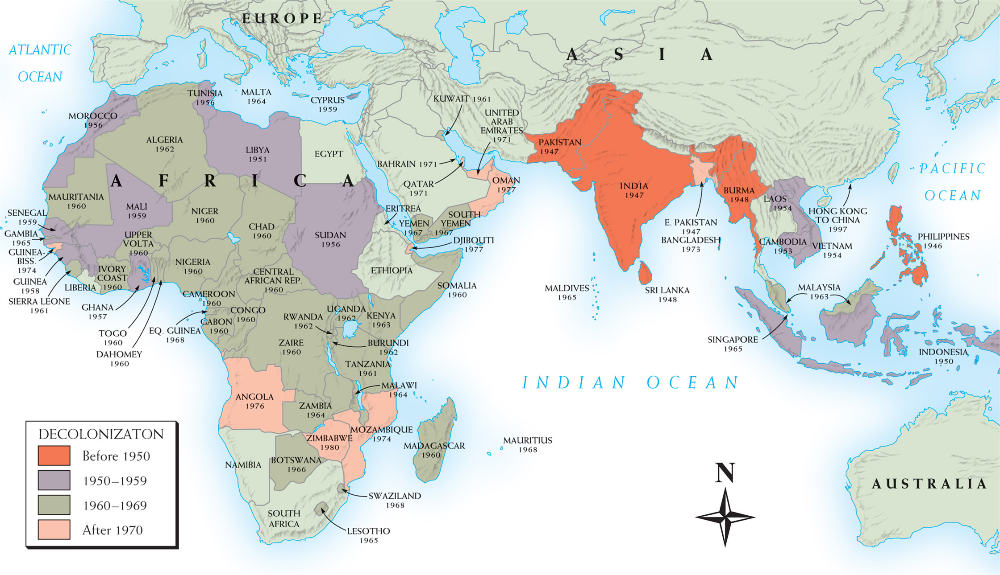 EUROPE
ASIA
ATLANTIC
OCEAN
TUNISIA
1956
MALTA
1964
CYPRUS
1959
KUWAIT 1961
MOROCCO
1956
UNITED
ARAB
EMIRATES
1971
ALGERIA
1962
LIBYA
1951
EGYPT
PAKISTAN
1947
BAHRAIN 1971
QATAR
1971
OMAN
1977
AFRICA
INDIA
1947
BURMA
1948
LAOS
1954
PACIFIC
OCEAN
MAURITANIA
1960
MALI
1959
NIGER
1960
CHAD
1960
SUDAN
1956
ERITREA
YEMEN
1967
SOUTH
YEMEN
1967
DJIBOUTI
1977
E. PAKISTAN
1947
BANGLADESH
1973
HONG KONG
TO CHINA
1997
CAMBODIA
1953
VIETNAM
1954
PHILIPPINES
1946
SENEGAL
1959
GAMBIA
1965
GUINEA-
BISS.
1974
GUINEA
1958
SIERRA LEONE
1961
LIBERIA
UPPER
VOLTA
1960
IVORY
COAST
1960
NIGERIA
1960
CENTRAL
AFRICAN REP.
1960
ETHIOPIA
SOMALIA
1960
MALDIVES
1965
SRI LANKA
1948
MALAYSIA
1963
SINGAPORE
1965
INDONESIA
1950
GHANA
1957
TOGO
1960
DAHOMEY
1960
CAMEROON
1960
EQ. GUINEA
1968
GABON
1960
CONGO
1960
RWANDA
1962
UGANDA
1962
KENYA
1963
ZAIRE
1960
BURUNDI
1962
TANZANIA
1961
MALAWI
1964
INDIAN OCEAN
ANGOLA
1976
ZAMBIA
1964
MOZAMBIQUE
1974
ZIMBABWE
1980
MADAGASCAR
1960
MAURITIUS
1968
NAMIBIA
BOTSWANA
1966
SWAZILAND
1968
SOUTH
AFRICA
LESOTHO
1965
N
AUSTRALIA
DECOLONIZATON
Before 1950
1950–1959
1960–1969
After 1970